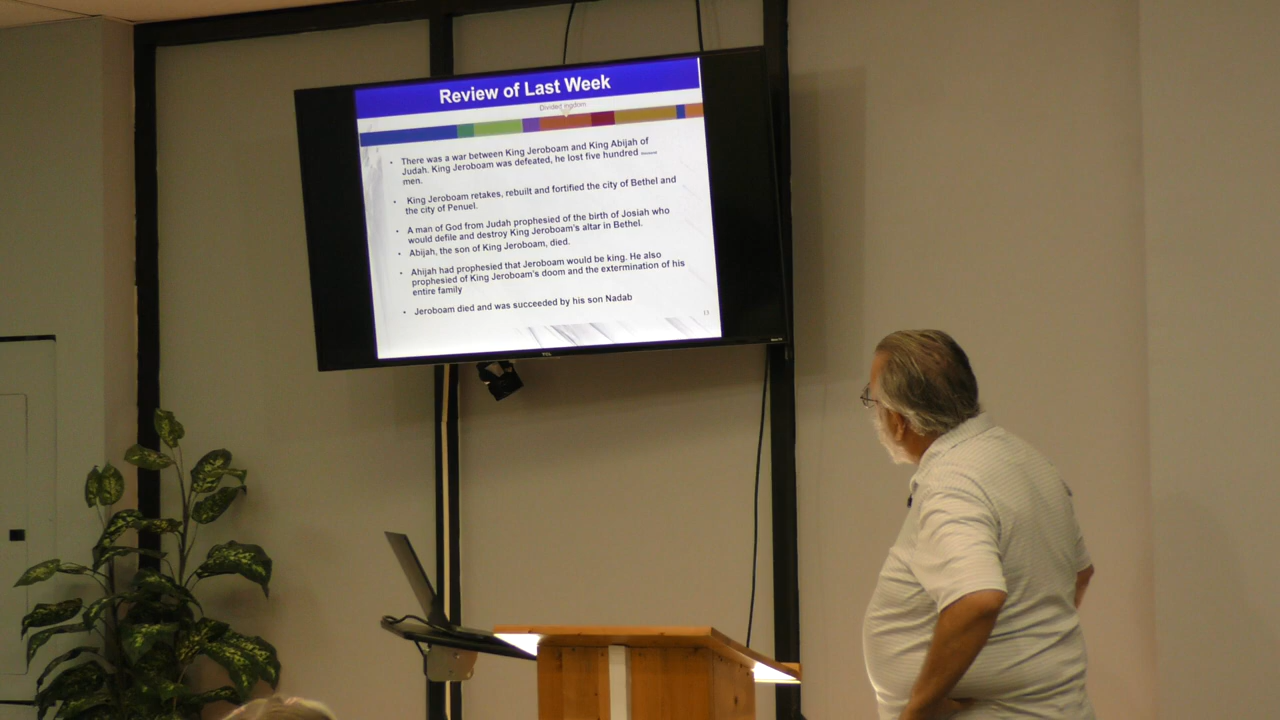 Review of Last Week
Divided
• There was a war between King Jeroboam and King Abijah of
Judah. King Jeroboam was defeated, he lost five hundred
men.
• King Jeroboam retakes, rebuilt and fortified the city of Bethel and
the city of Penuel.
• A man of God from Judah prophesied of the birth of Josiah who
would defile and destroy King Jeroboam's altar in Bethel.
• Abijah, the son of King Jeroboam, died.
• Ahijah had prophesied that Jeroboam would be king. He also
prophesied of King Jeroboam's doom and the extermination of his
entire family
• Jeroboam died and was succeeded by his son Nadab
13
TCL